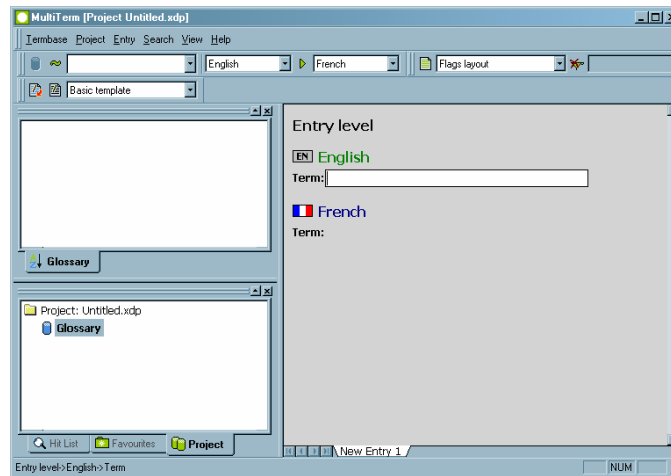 MultiTerm [Project Untitled.xdp]
Termbase Project Entry Search View Help
English French Flags layout
Basic template
Entry level
EN English
Term:
French
Term:
Glossary
Project: Untitled.xdp
Glossary
Hit List Favourites Project
New Entry 1
Entry level>English>Term NUM